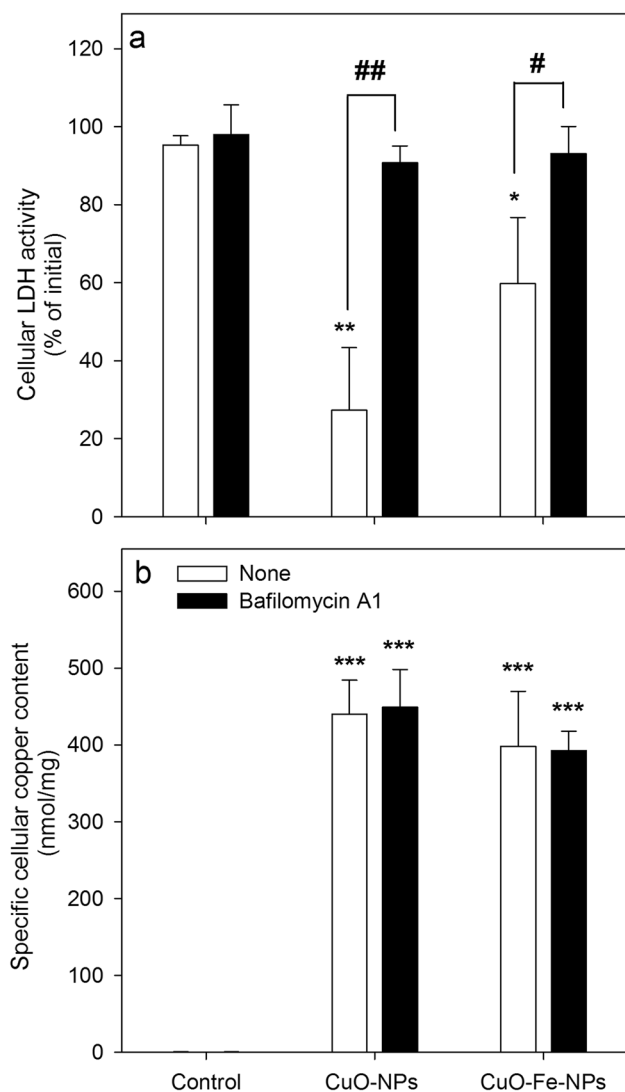 a
Cellular LDH activity
(% of initial)
120
100
80
60
40
20
0
##
#
**
*
b
None
Bafilomycin A1
Specific cellular copper content
(nmol/mg)
600
500
400
300
200
100
0
*** *** *** ***
Control CuO-NPs CuO-Fe-NPs